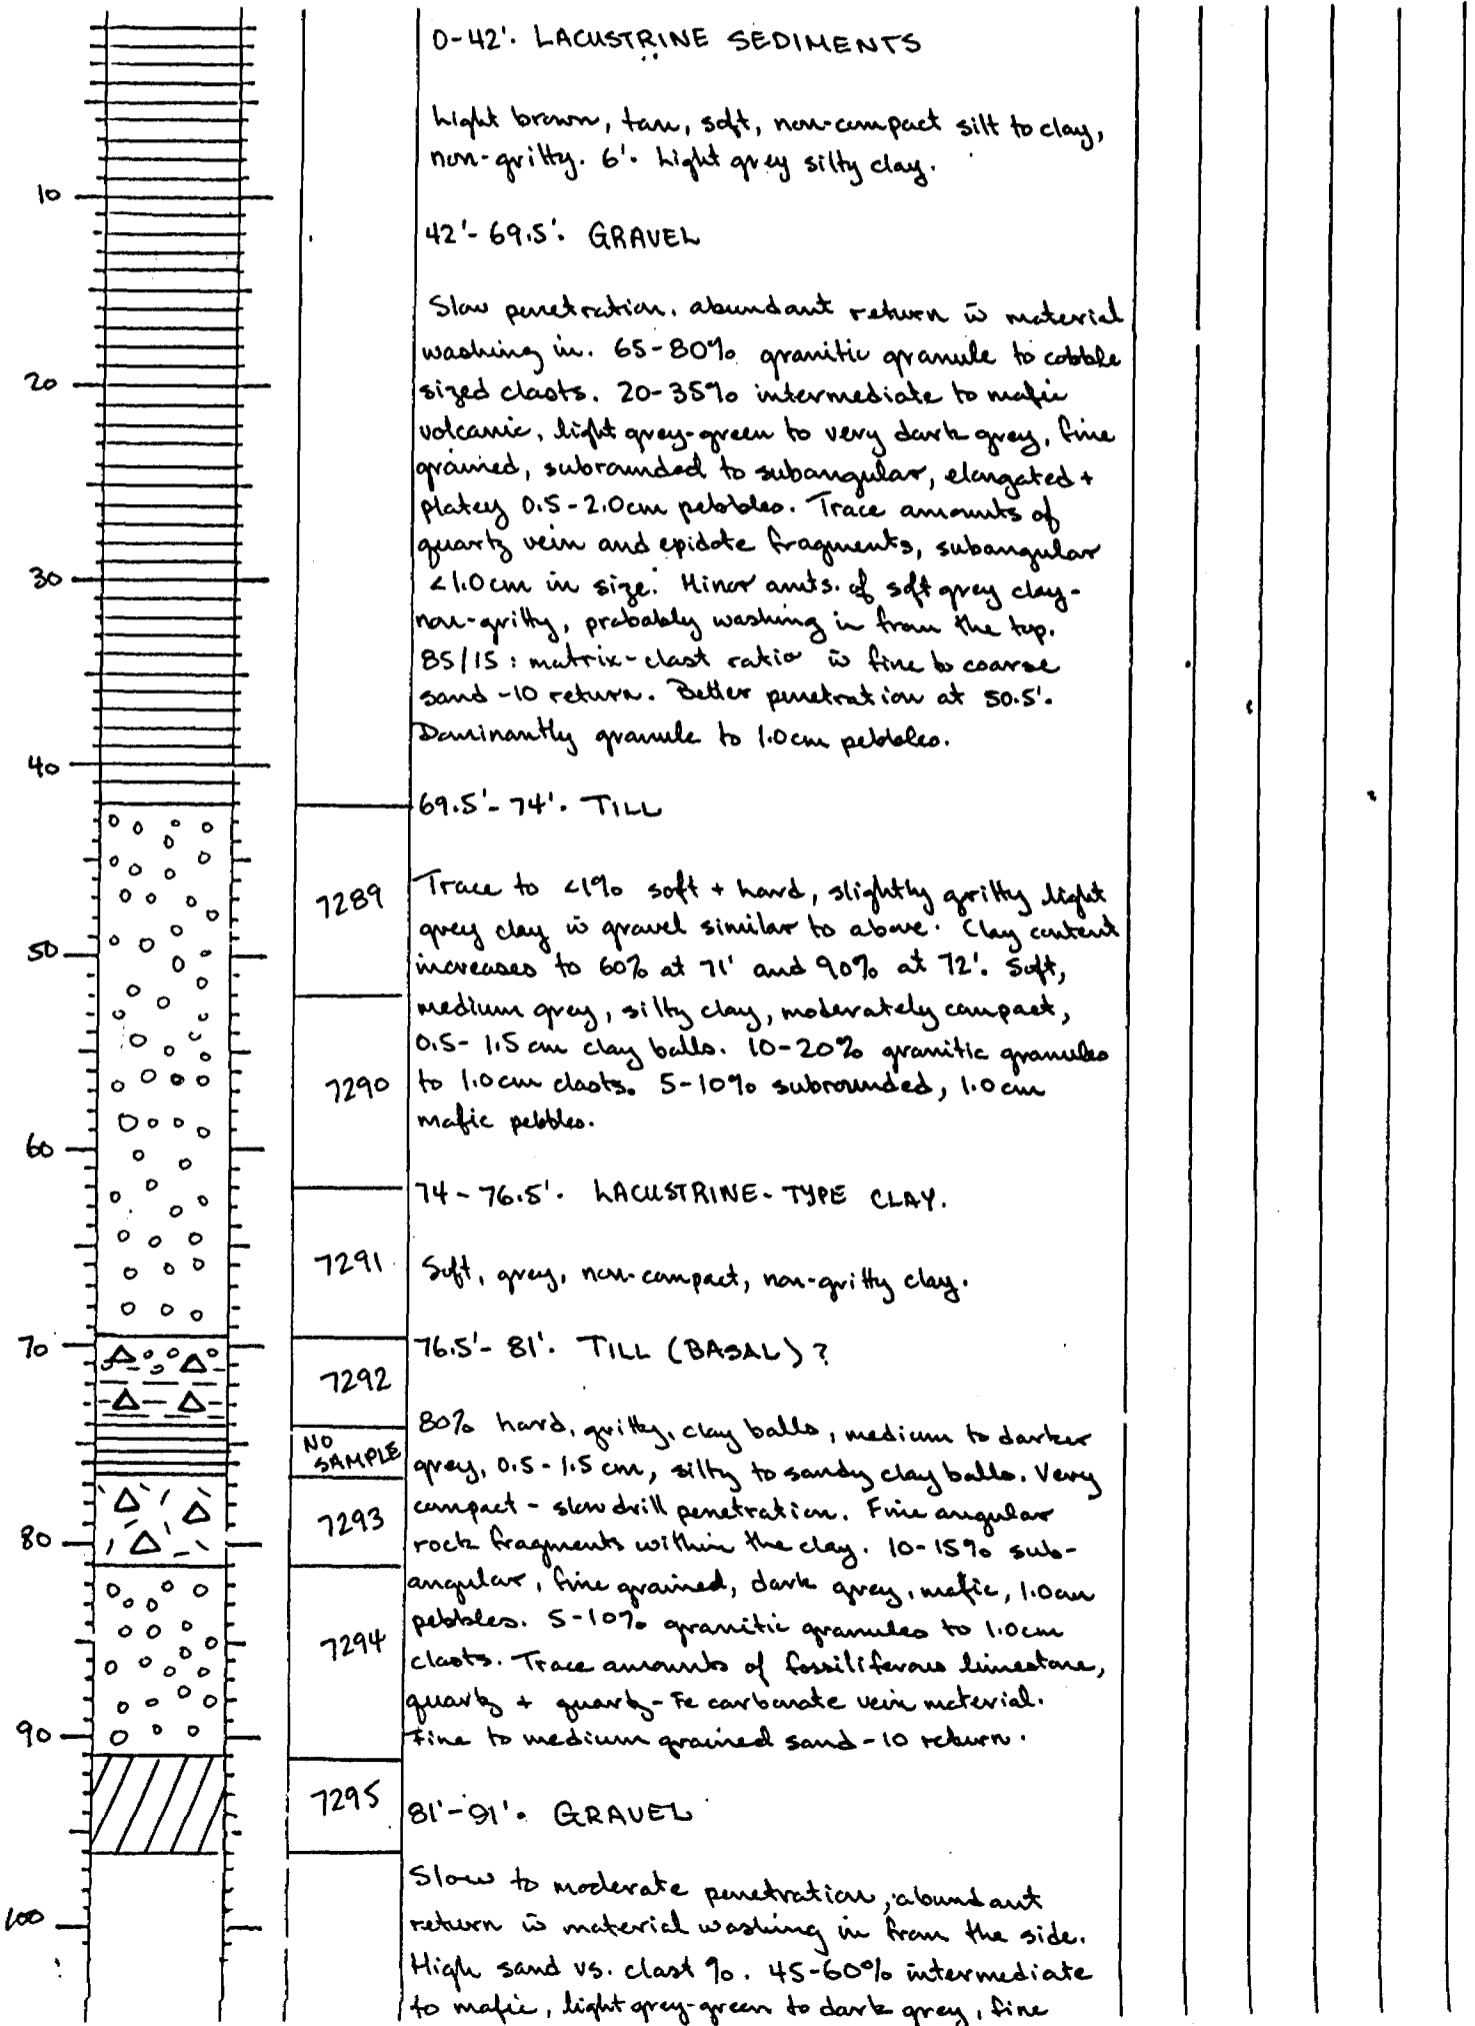 0-42'. LACUSTRINE SEDIMENTS
Light brown, tan, soft, non-compact silt to clay,
non-gritty. 6'. Light grey silty clay.
10
42'- 69.5'. GRAVEL
Slow penetration. abundant return w̄ material
washing in. 65-80% granitic granule to cobble
20
sized clasts. 20-35% intermediate to mafic
volcanic, light grey-green to very dark grey, fine
grained, subrounded to subangular, elongated +
platey 0.5-2.0cm pebbles. Trace amounts of
quartz vein and epidote fragments, subangular
30
<1.0cm in size. Minor amts. of soft grey clay-
non-gritty, probably washing in from the top.
85/15 : matrix-clast ratio w̄ fine to coarse
sand -10 return. Better penetration at 50.5'.
Dominantly granule to 1.0cm pebbles.
40
69.5'- 74'. TILL
7289
Trace to <1% soft + hard, slightly gritty light
grey clay w̄ gravel similar to above. Clay content
50
increases to 60% at 71' and 90% at 72'. Soft,
medium grey, silty clay, moderately compact,
0.5- 1.5 cm clay balls. 10-20% granitic granules
7290
to 1.0cm clasts. 5-10% subrounded, 1.0cm
mafic pebbles.
60
74 - 76.5'. LACUSTRINE-TYPE CLAY.
7291
Soft, grey, non-compact, non-gritty clay.
70
76.5'- 81'. TILL (BASAL) ?
7292
80% hard, gritty, clay balls, medium to darker
NO
SAMPLE
grey, 0.5 - 1.5 cm, silty to sandy clay balls. Very
compact - slow drill penetration. Fine angular
7293
80
rock fragments within the clay. 10-15% sub-
angular, fine grained, dark grey, mafic, 1.0cm
pebbles. 5-10% granitic granules to 1.0cm
7294
clasts. Trace amounts of fossiliferous limestone,
quartz + quartz-Fe carbonate vein material.
90
Fine to medium grained sand -10 return.
7295
81'-91'. GRAVEL
Slow to moderate penetration, abundant
100
return w̄ material washing in from the side.
High sand vs. clast %. 45-60% intermediate
to mafic, light grey-green to dark grey, fine